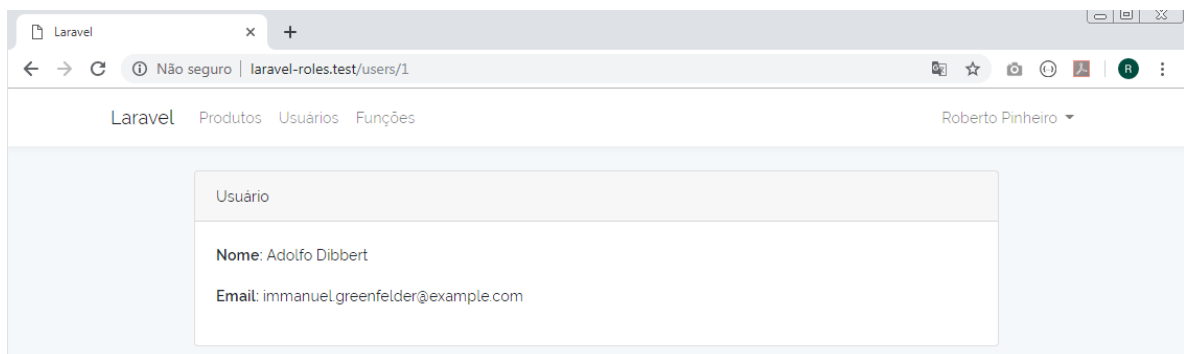 Laravel
Não seguro | laravel-roles.test/users/1
R
Laravel Produtos Usuários Funções Roberto Pinheiro
Usuário
Nome: Adolfo Dibbert
Email: immanuel.greenfelder@example.com